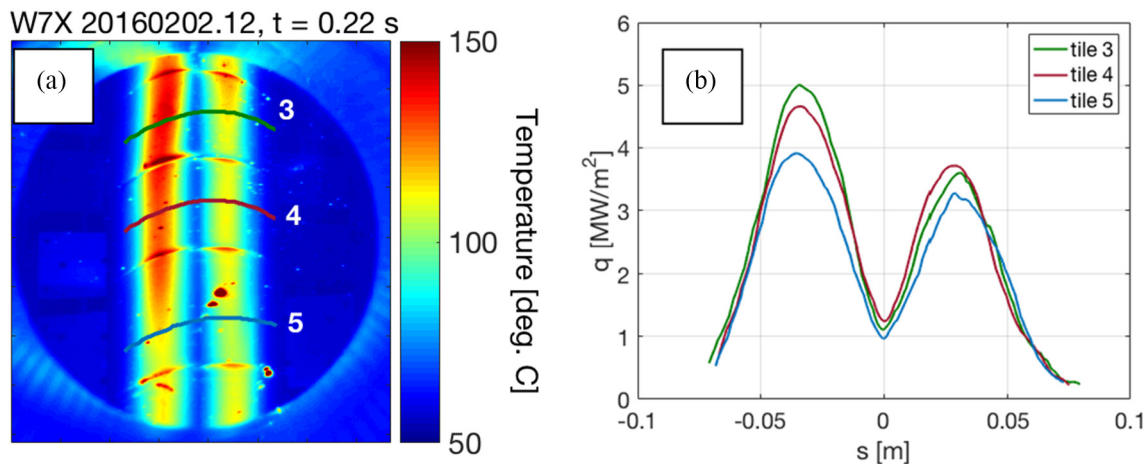 W7X 20160202.12, t = 0.22 s
(a)
3
4
5
150
100
50
Temperature [deg. C]
(b)
tile 3
tile 4
tile 5
6
5
4
3
2
1
0
q [MW/m²]
-0.1
-0.05
0
0.05
0.1
s [m]